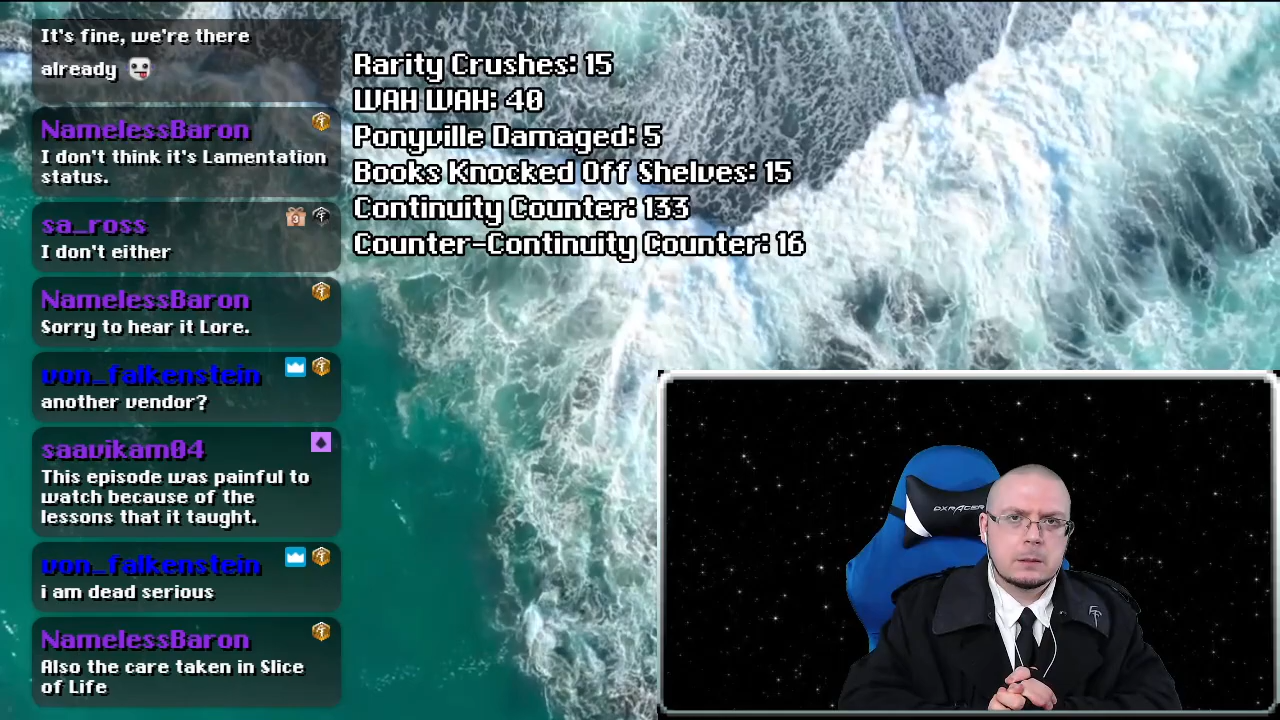 It's fine, we're there
already
NamelessBaron
I don't think it's Lamentation
status.
sa_ross
3
I don't either
NamelessBaron
Sorry to hear it Lore.
von_falkenstein
another vendor?
saavikam04
This episode was painful to
watch because of the
lessons that it taught.
von_falkenstein
i am dead serious
NamelessBaron
Also the care taken in Slice
of Life
Rarity Crushes: 15
WAH WAH: 40
Ponyville Damaged: 5
Books Knocked Off Shelves: 15
Continuity Counter: 133
Counter-Continuity Counter: 16
DXRACER